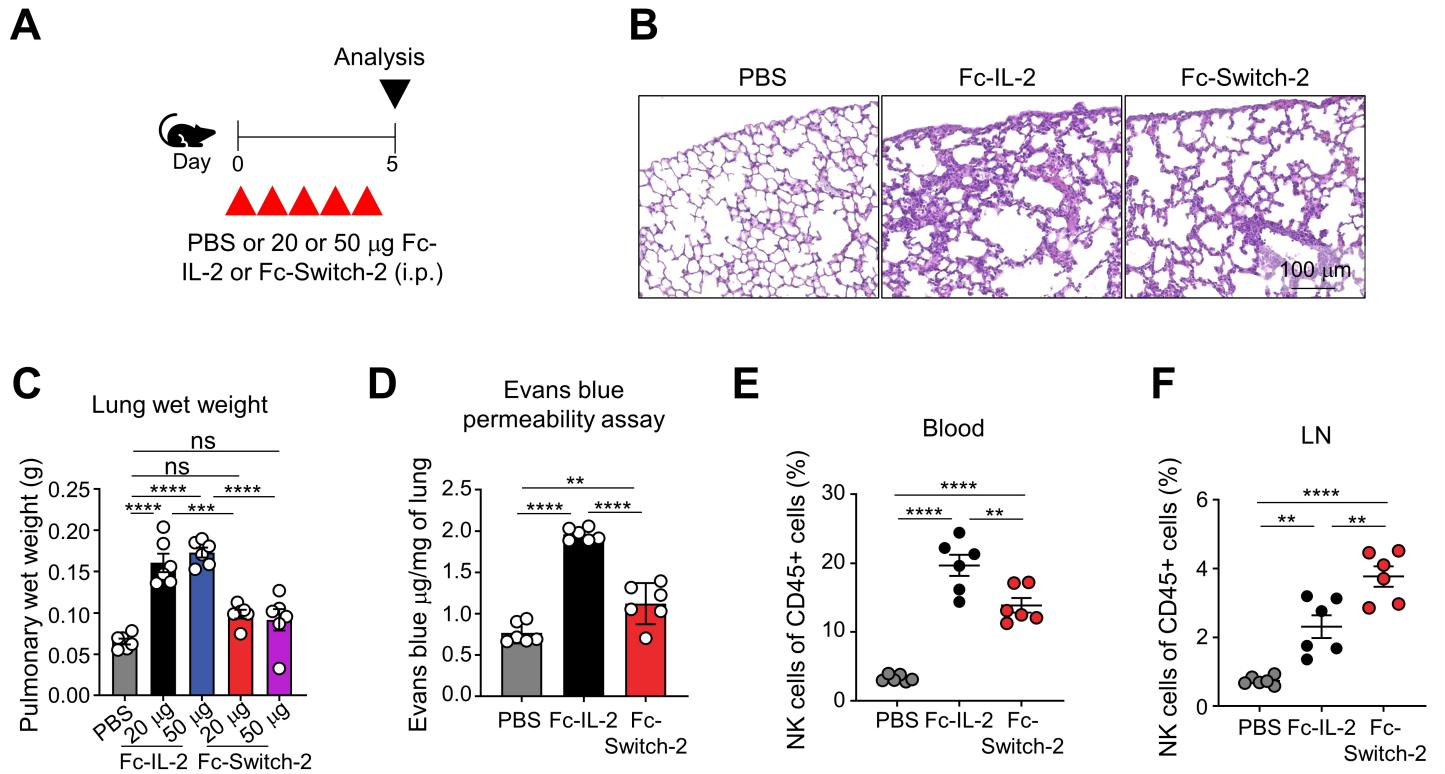 A
Analysis
Day
0
5
PBS or 20 or 50 μg Fc-
IL-2 or Fc-Switch-2 (i.p.)
B
PBS
Fc-IL-2
Fc-Switch-2
100 μm
C
Lung wet weight
ns
ns
**** ****
**** ***
Pulmonary wet weight (g)
0.25
0.20
0.15
0.10
0.05
0.00
PBS
20 μg
50 μg
20 μg
50 μg
Fc-IL-2
Fc-Switch-2
D
Evans blue
permeability assay
**
**** ****
Evans blue μg/mg of lung
2.5
2.0
1.5
1.0
0.5
0.0
PBS Fc-IL-2 Fc-
Switch-2
E
Blood
****
**** **
NK cells of CD45+ cells (%)
30
20
10
0
PBS Fc-IL-2 Fc-
Switch-2
F
LN
****
** **
NK cells of CD45+ cells (%)
6
4
2
0
PBS Fc-IL-2 Fc-
Switch-2